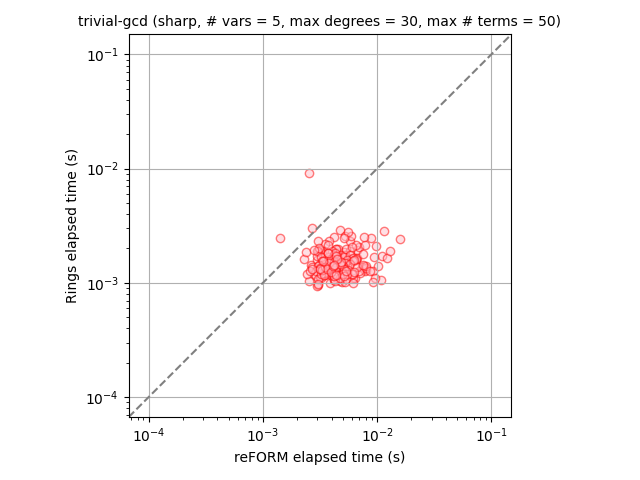 trivial-gcd (sharp, # vars = 5, max degrees = 30, max # terms = 50)
Rings elapsed time (s)
10⁻¹
10⁻²
10⁻³
10⁻⁴
10⁻⁴ 10⁻³ 10⁻² 10⁻¹
reFORM elapsed time (s)